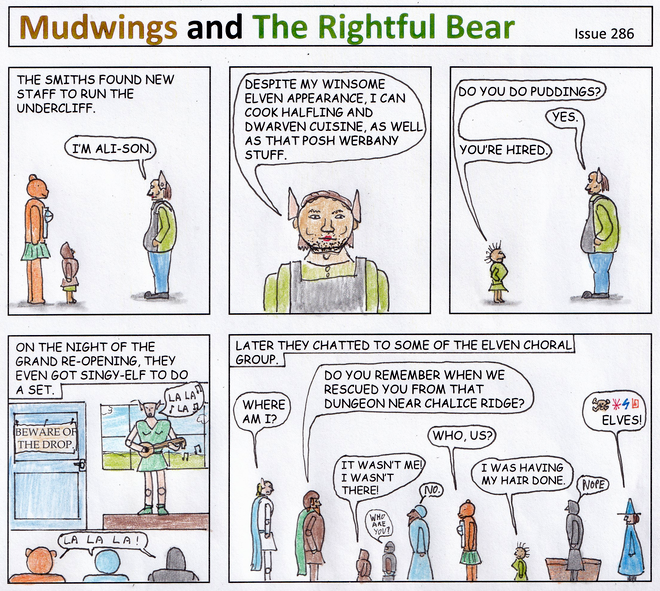 Mudwings and The Rightful Bear
Issue 286
THE SMITHS FOUND NEW
STAFF TO RUN THE
UNDERCLIFF.
I'M ALI-SON.
DESPITE MY WINSOME
ELVEN APPEARANCE, I CAN
COOK HALFLING AND
DWARVEN CUISINE, AS WELL
AS THAT POSH WERBANY
STUFF.
DO YOU DO PUDDINGS?
YES.
YOU'RE HIRED.
ON THE NIGHT OF THE
GRAND RE-OPENING, THEY
EVEN GOT SINGY-ELF TO DO
A SET.
LA LA
LA
BEWARE OF
THE DROP.
LA LA LA!
LATER THEY CHATTED TO SOME OF THE ELVEN CHORAL
GROUP.
WHERE
AM I?
DO YOU REMEMBER WHEN WE
RESCUED YOU FROM THAT
DUNGEON NEAR CHALICE RIDGE?
IT WASN'T ME!
I WASN'T
THERE!
WHO
ARE
YOU?
NO.
WHO, US?
I WAS HAVING
MY HAIR DONE.
NOPE
ELVES!